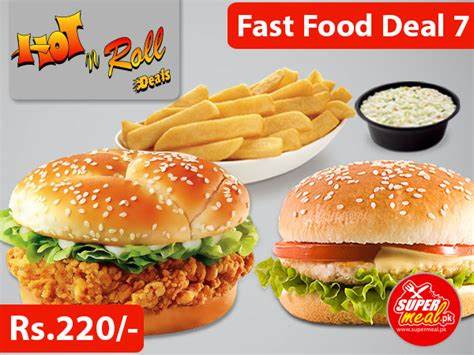 HOT
n Roll
Deals
Fast Food Deal 7
Rs.220/-
SUPER
meal.pk
www.supermeal.pk